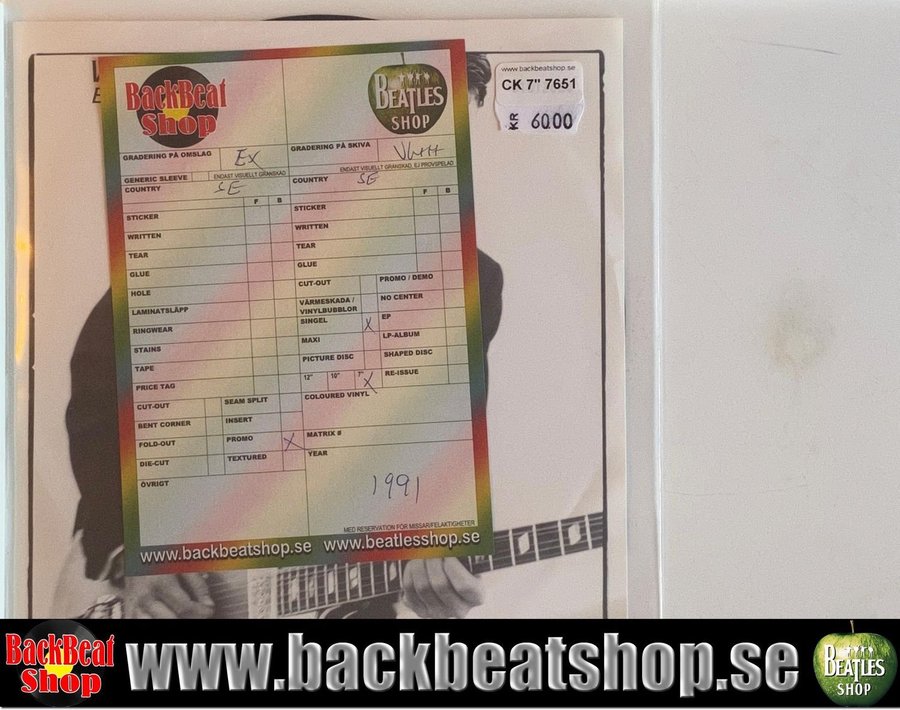 BackBeat
Shop
BEATLES
SHOP
www.backbeatshop.se
CK 7" 7651
KR 6000
GRADERING PÅ OMSLAG Ex
GENERIC SLEEVE ENDAST VISUELLT GRANSKAD
COUNTRY SE
F B
STICKER
WRITTEN
TEAR
GLUE
HOLE
LAMINATSLÄPP
RINGWEAR
STAINS
TAPE
PRICE TAG
CUT-OUT SEAM SPLIT
BENT CORNER INSERT
FOLD-OUT PROMO X
DIE-CUT TEXTURED
ÖVRIGT
GRADERING PÅ SKIVA
ENDAST VISUELLT GRANSKAD, EJ PROVSPELAD
COUNTRY SE
F B
STICKER
WRITTEN
TEAR
GLUE
CUT-OUT PROMO / DEMO
VÄRMESKADA / NO CENTER
VINYLBUBBLOR
SINGEL X EP
MAXI LP-ALBUM
PICTURE DISC SHAPED DISC
12" 10" 7" X RE-ISSUE
COLOURED VINYL
MATRIX #
YEAR
1991
MED RESERVATION FÖR MISSAR/FELAKTIGHETER
www.backbeatshop.se www.beatlesshop.se
BackBeat
Shop
www.backbeatshop.se
BEATLES
SHOP